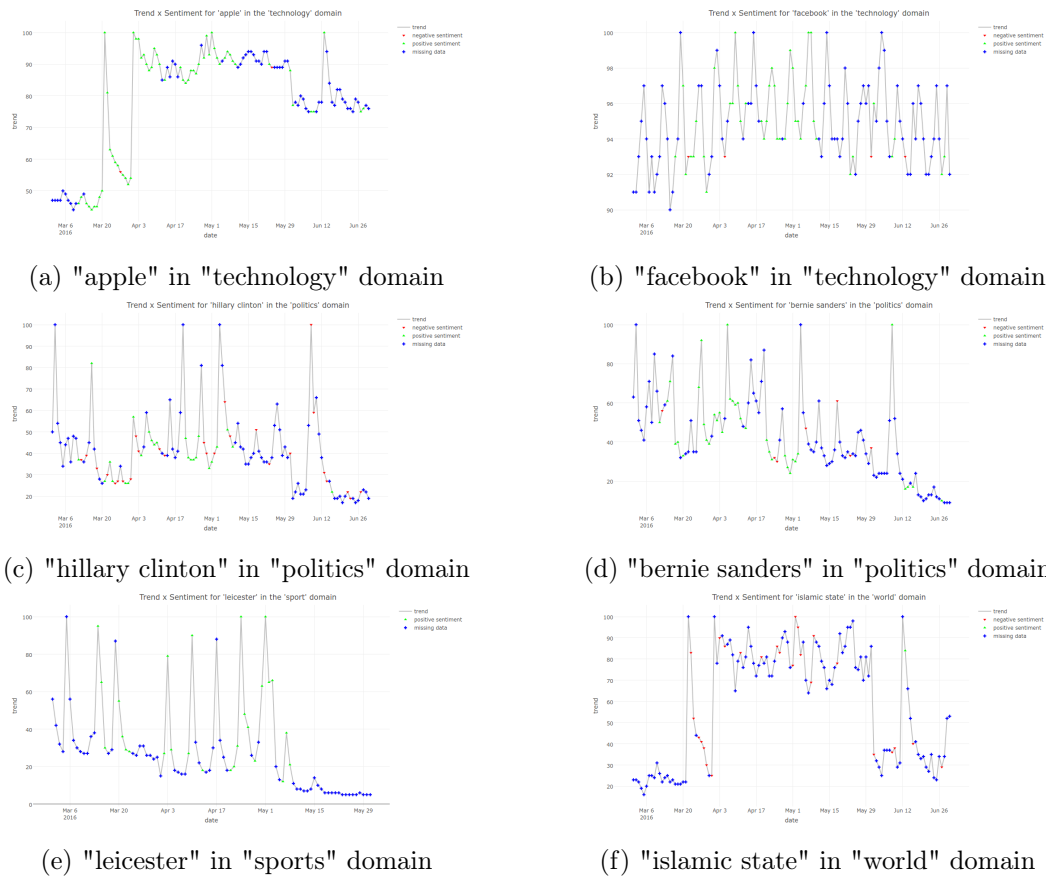 Trend x Sentiment for 'apple' in the 'technology' domain
trend
negative sentiment
positive sentiment
missing data
100
90
80
70
60
50
trend
Mar 6
2016
Mar 20
Apr 3
Apr 17
May 1
May 15
May 29
Jun 12
Jun 26
date
(a) "apple" in "technology" domain
Trend x Sentiment for 'facebook' in the 'technology' domain
trend
negative sentiment
positive sentiment
missing data
100
98
96
94
92
90
trend
Mar 6
2016
Mar 20
Apr 3
Apr 17
May 1
May 15
May 29
Jun 12
Jun 26
date
(b) "facebook" in "technology" domain
Trend x Sentiment for 'hillary clinton' in the 'politics' domain
trend
negative sentiment
positive sentiment
missing data
100
90
80
70
60
50
40
30
20
trend
Mar 6
2016
Mar 20
Apr 3
Apr 17
May 1
May 15
May 29
Jun 12
Jun 26
date
(c) "hillary clinton" in "politics" domain
Trend x Sentiment for 'bernie sanders' in the 'politics' domain
trend
negative sentiment
positive sentiment
missing data
100
80
60
40
20
trend
Mar 6
2016
Mar 20
Apr 3
Apr 17
May 1
May 15
May 29
Jun 12
Jun 26
date
(d) "bernie sanders" in "politics" domain
Trend x Sentiment for 'leicester' in the 'sport' domain
trend
positive sentiment
missing data
100
80
60
40
20
0
trend
Mar 6
2016
Mar 20
Apr 3
Apr 17
May 1
May 15
May 29
date
(e) "leicester" in "sports" domain
Trend x Sentiment for 'islamic state' in the 'world' domain
trend
negative sentiment
positive sentiment
missing data
100
90
80
70
60
50
40
30
20
trend
Mar 6
2016
Mar 20
Apr 3
Apr 17
May 1
May 15
May 29
Jun 12
Jun 26
date
(f) "islamic state" in "world" domain